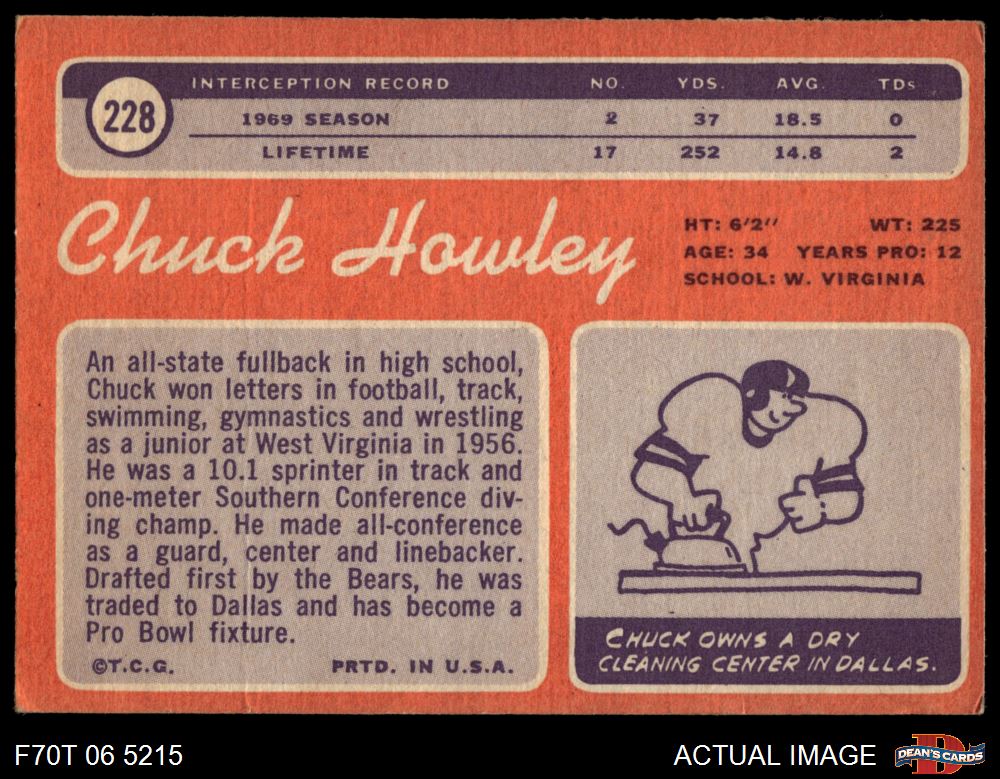 228
INTERCEPTION RECORD NO. YDS. AVG. TDs
1969 SEASON 2 37 18.5 0
LIFETIME 17 252 14.8 2
Chuck Howley
HT: 6'2" WT: 225
AGE: 34 YEARS PRO: 12
SCHOOL: W. VIRGINIA
An all-state fullback in high school,
Chuck won letters in football, track,
swimming, gymnastics and wrestling
as a junior at West Virginia in 1956.
He was a 10.1 sprinter in track and
one-meter Southern Conference div-
ing champ. He made all-conference
as a guard, center and linebacker.
Drafted first by the Bears, he was
traded to Dallas and has become a
Pro Bowl fixture.
©T.C.G. PRTD. IN U.S.A.
CHUCK OWNS A DRY
CLEANING CENTER IN DALLAS.
F70T 06 5215 ACTUAL IMAGE
D
DEAN'S CARDS